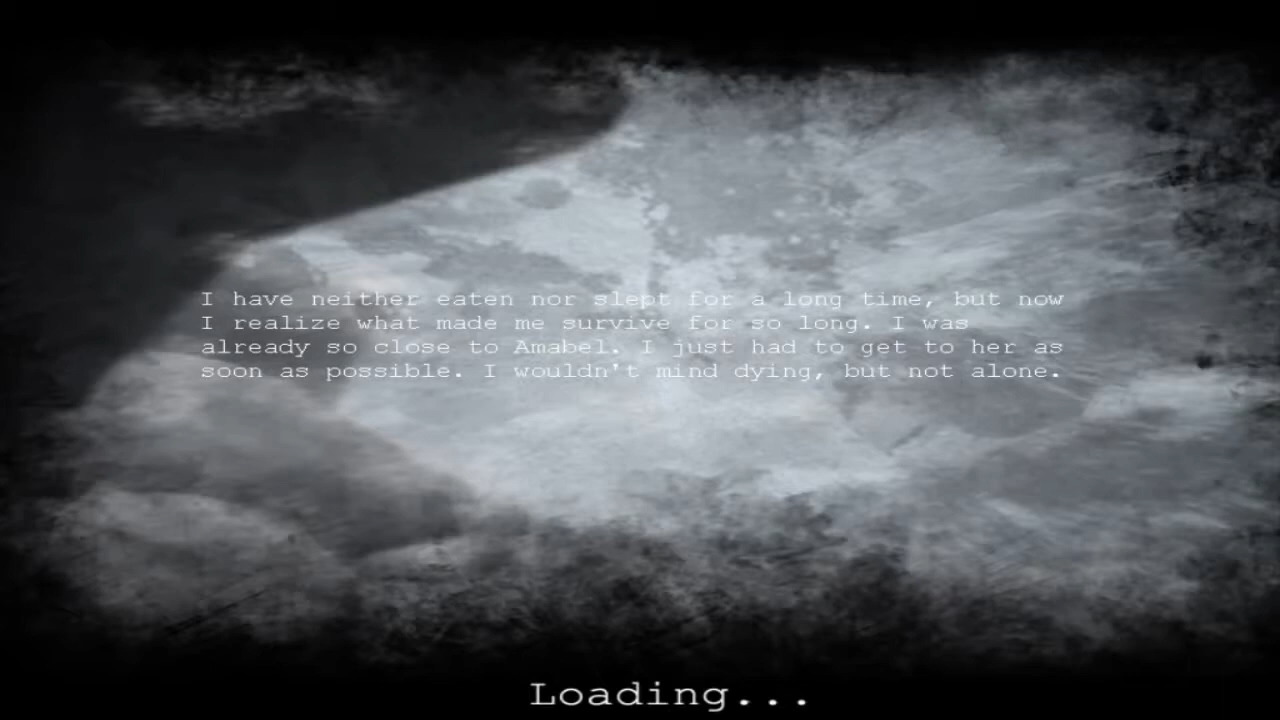 I have neither eaten nor slept for a long time, but now
I realize what made me survive for so long. I was
already so close to Amabel. I just had to get to her as
soon as possible. I wouldn't mind dying, but not alone.
Loading...